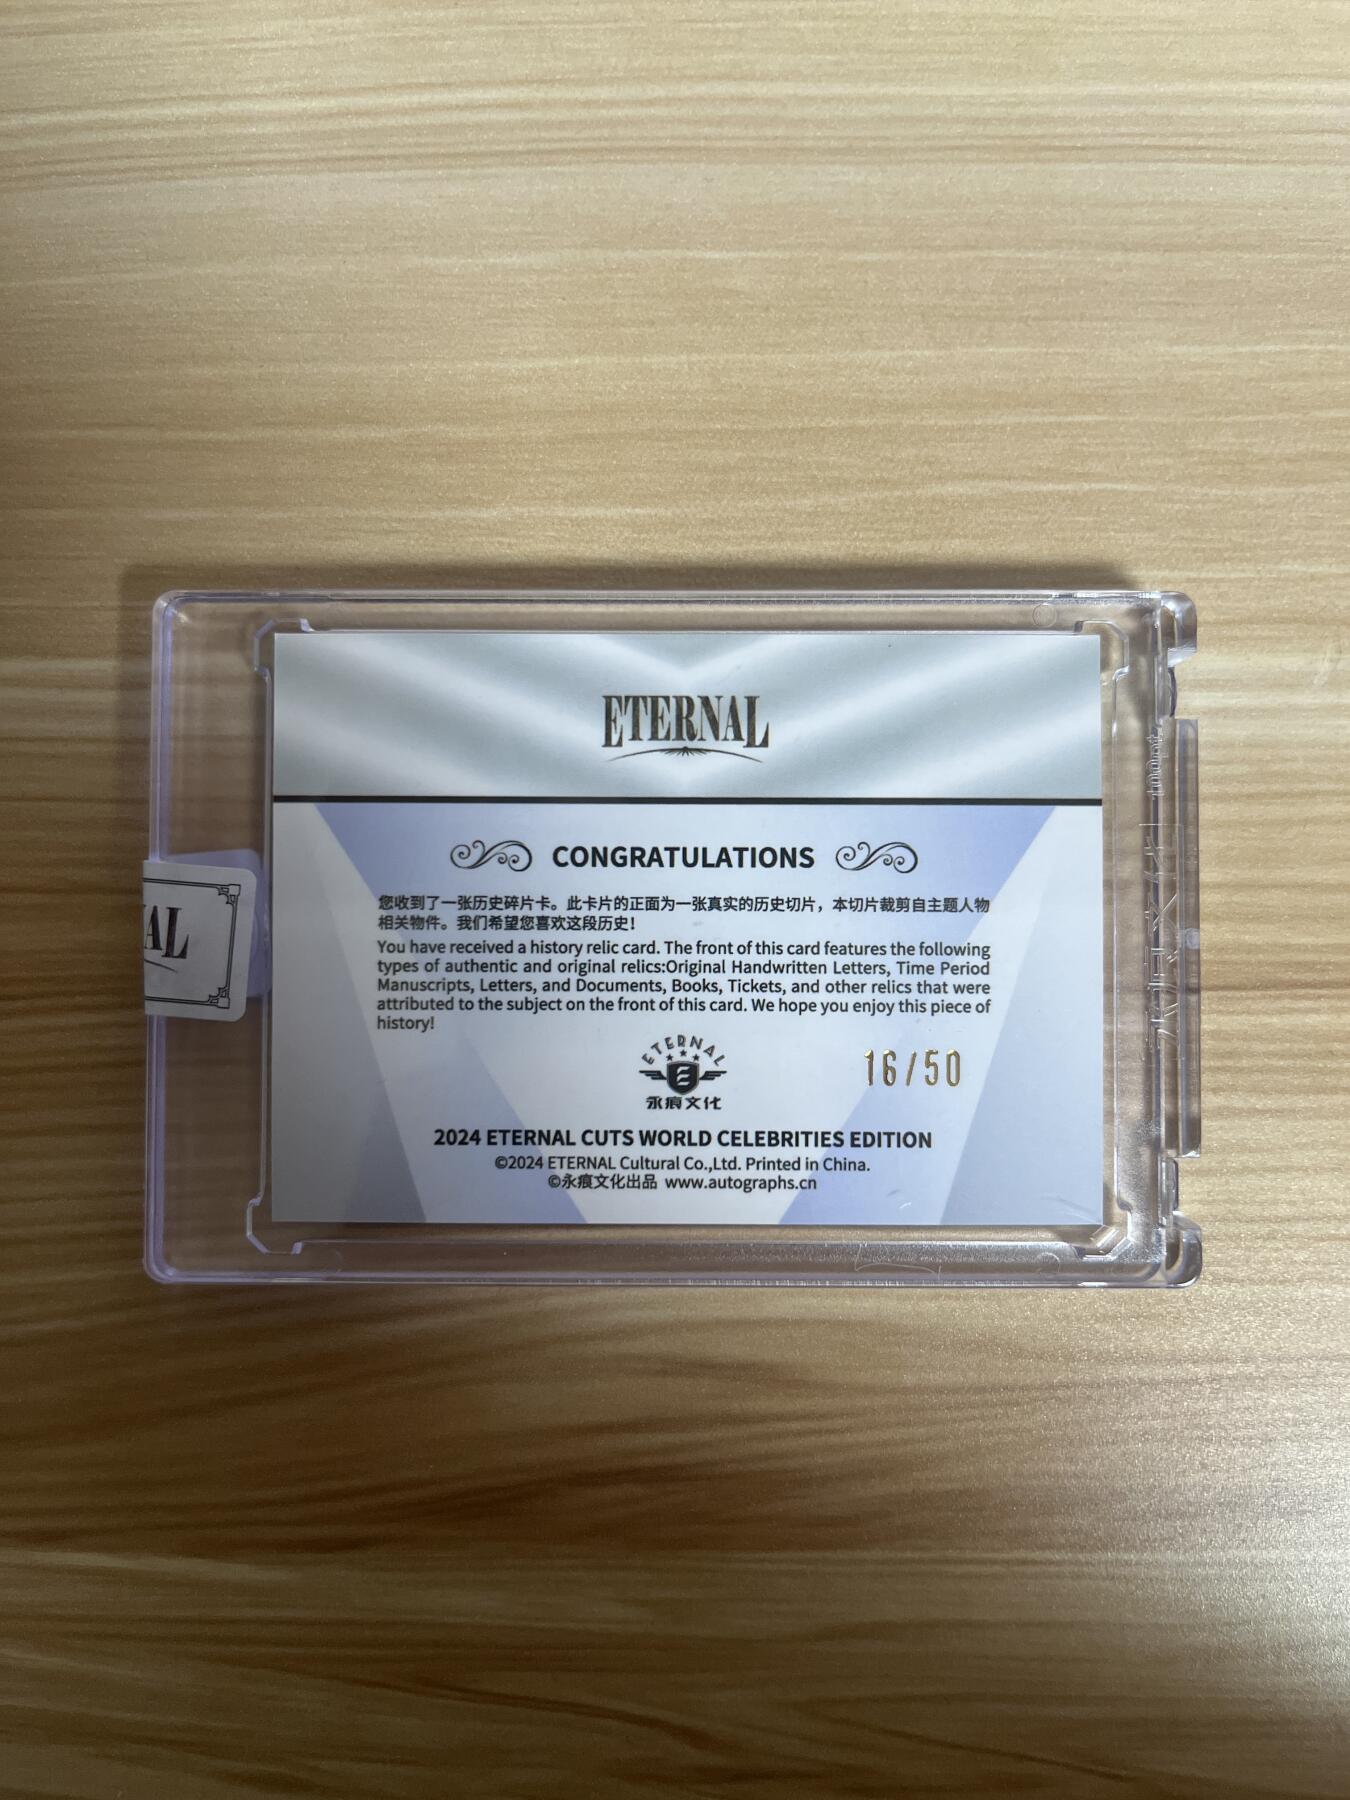 ETERNAL
CONGRATULATIONS
您收到了一张历史碎片卡。此卡片的正面为一张真实的历史切片，本切片裁剪自主题人物
相关物件。我们希望您喜欢这段历史！
You have received a history relic card. The front of this card features the following
types of authentic and original relics:Original Handwritten Letters, Time Period
Manuscripts, Letters, and Documents, Books, Tickets, and other relics that were
attributed to the subject on the front of this card. We hope you enjoy this piece of
history!
AL
ETERNAL
永痕文化
16/50
2024 ETERNAL CUTS WORLD CELEBRITIES EDITION
©2024 ETERNAL Cultural Co.,Ltd. Printed in China.
©永痕文化出品 www.autographs.cn